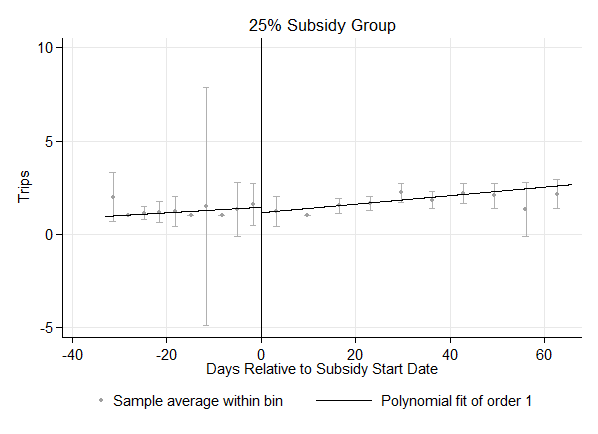 25% Subsidy Group
10
5
0
-5
Trips
-40
-20
0
20
40
60
Days Relative to Subsidy Start Date
Sample average within bin
Polynomial fit of order 1